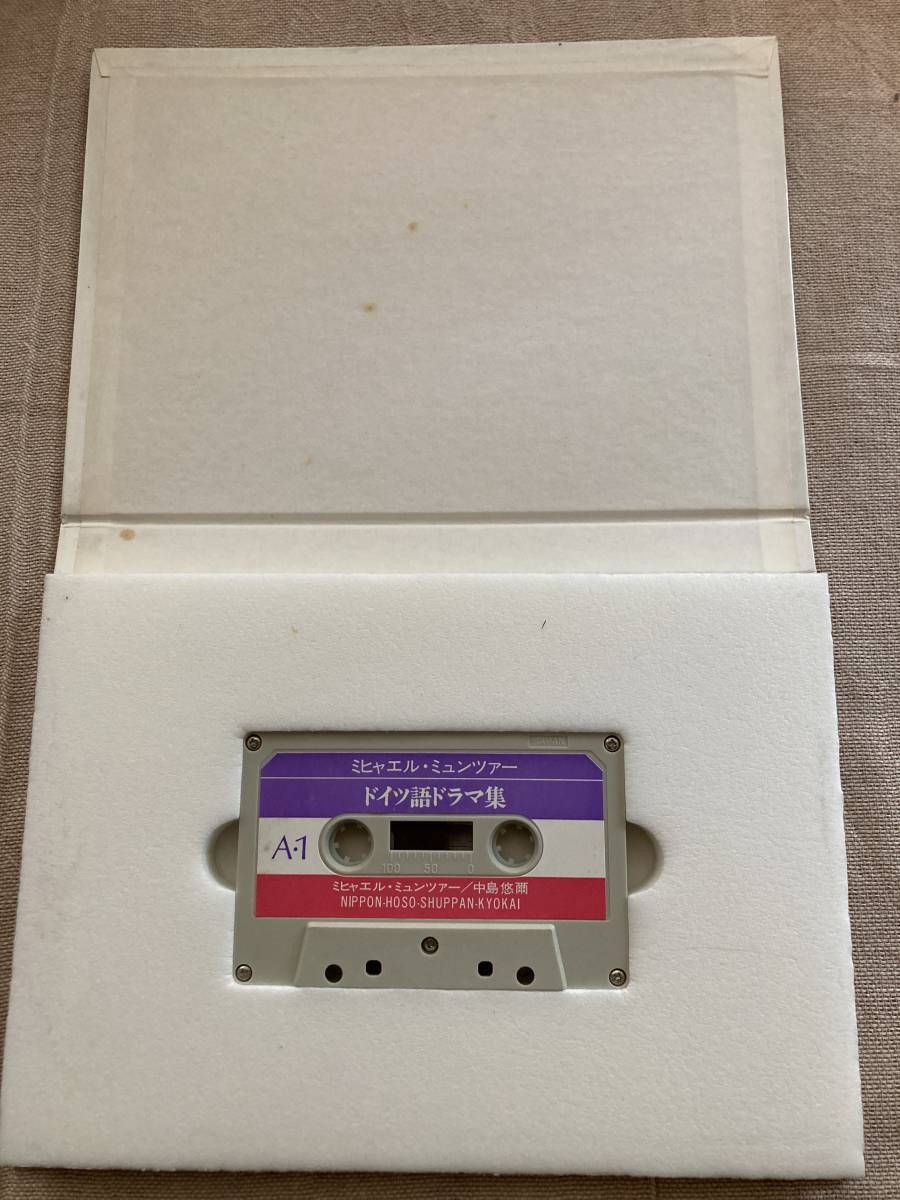 ミヒャエル・ミュンツァー
ドイツ語ドラマ集
A・1
100 50 0
ミヒャエル・ミュンツァー／中島悠爾
NIPPON-HOSO-SHUPPAN-KYOKAI